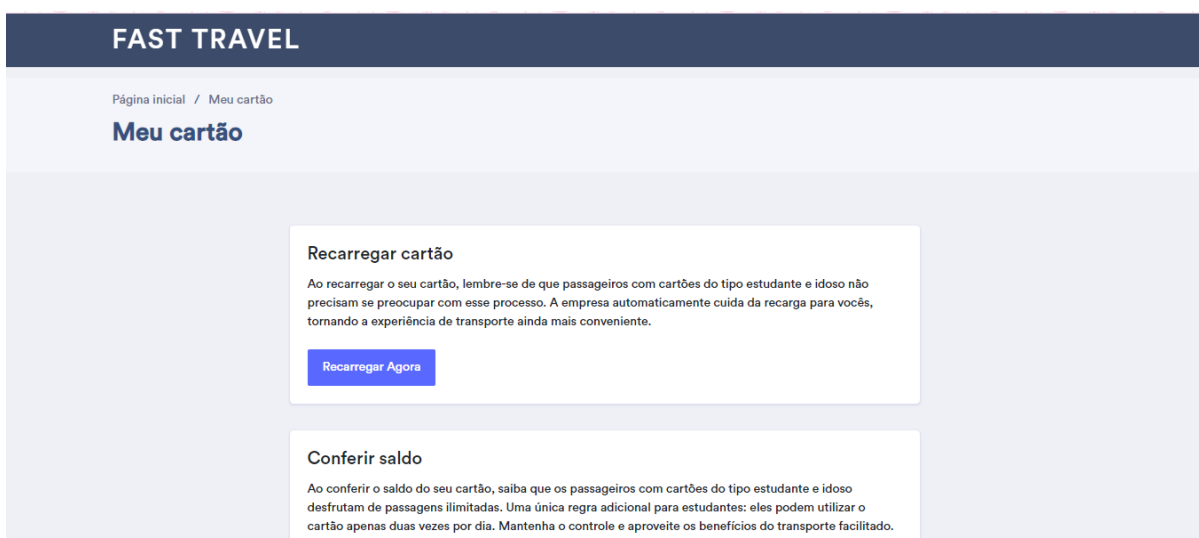 FAST TRAVEL
Página inicial / Meu cartão
Meu cartão
Recarregar cartão
Ao recarregar o seu cartão, lembre-se de que passageiros com cartões do tipo estudante e idoso não
precisam se preocupar com esse processo. A empresa automaticamente cuida da recarga para vocês,
tornando a experiência de transporte ainda mais conveniente.
Recarregar Agora
Conferir saldo
Ao conferir o saldo do seu cartão, saiba que os passageiros com cartões do tipo estudante e idoso
desfrutam de passagens ilimitadas. Uma única regra adicional para estudantes: eles podem utilizar o
cartão apenas duas vezes por dia. Mantenha o controle e aproveite os benefícios do transporte facilitado.